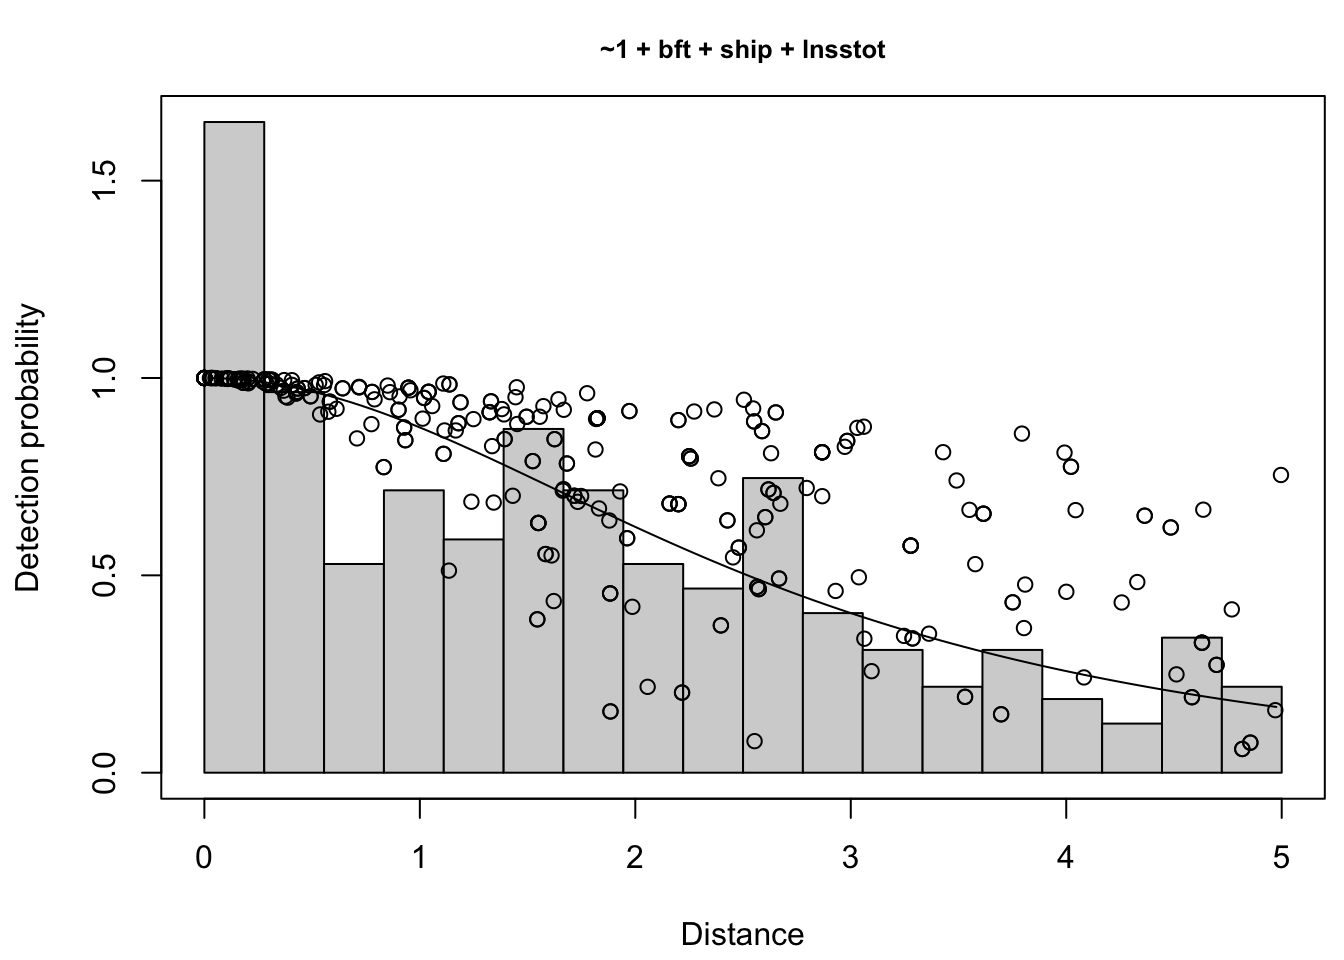 ~1 + bft + ship + lnsstot
1.5
1.0
0.5
0.0
Detection probability
0 1 2 3 4 5
Distance